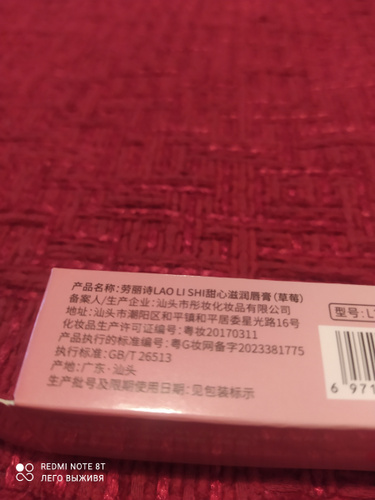 产品名称:劳丽诗LAO LI SHI甜心滋润唇膏(草莓)
备案人/生产企业:汕头市彤妆化妆品有限公司
地址:汕头市潮阳区和平镇和平居委星光路16号
化妆品生产许可证编号:粤妆20170311
产品执行的标准编号:粤G妆网备字2023381775
执行标准:GB/T 26513
产地:广东·汕头
生产批号及限期使用日期:见包装标示
型号:L
6 971
REDMI NOTE 8T
ЛЕГО ВЫЖИВЯ